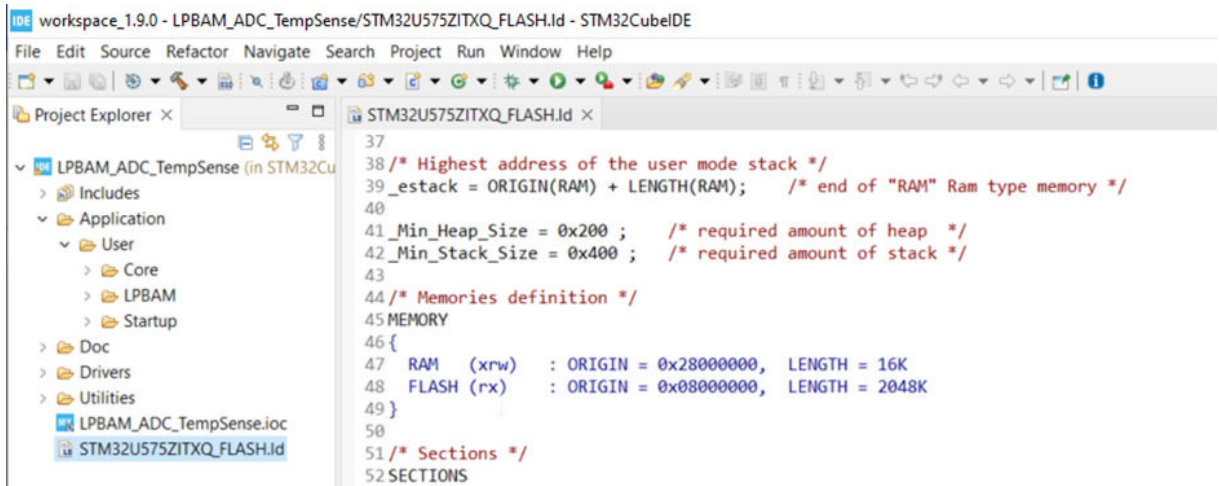 IDE workspace_1.9.0 - LPBAM_ADC_TempSense/STM32U575ZITXQ_FLASH.ld - STM32CubeIDE
File Edit Source Refactor Navigate Search Project Run Window Help
Project Explorer
IDE LPBAM_ADC_TempSense (in STM32Cu
Includes
Application
User
Core
LPBAM
Startup
Doc
Drivers
Utilities
MX LPBAM_ADC_TempSense.ioc
STM32U575ZITXQ_FLASH.ld
STM32U575ZITXQ_FLASH.ld
37
38 /* Highest address of the user mode stack */
39 _estack = ORIGIN(RAM) + LENGTH(RAM); /* end of "RAM" Ram type memory */
40
41 _Min_Heap_Size = 0x200 ; /* required amount of heap */
42 _Min_Stack_Size = 0x400 ; /* required amount of stack */
43
44 /* Memories definition */
45 MEMORY
46 {
47 RAM (xrw) : ORIGIN = 0x28000000, LENGTH = 16K
48 FLASH (rx) : ORIGIN = 0x08000000, LENGTH = 2048K
49 }
50
51 /* Sections */
52 SECTIONS